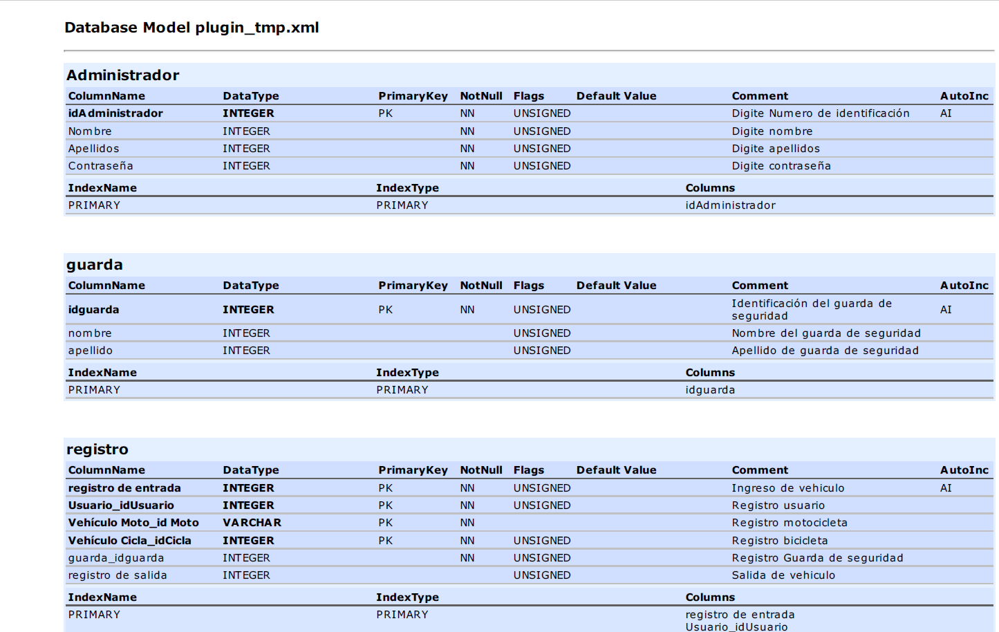 Database Model plugin_tmp.xml
Administrador
ColumnName DataType PrimaryKey NotNull Flags Default Value Comment AutoInc
idAdministrador INTEGER PK NN UNSIGNED Digite Numero de identificación AI
Nombre INTEGER NN UNSIGNED Digite nombre
Apellidos INTEGER NN UNSIGNED Digite apellidos
Contraseña INTEGER NN UNSIGNED Digite contraseña
IndexName IndexType Columns
PRIMARY PRIMARY idAdministrador
guarda
ColumnName DataType PrimaryKey NotNull Flags Default Value Comment AutoInc
idguarda INTEGER PK NN UNSIGNED Identificación del guarda de seguridad AI
nombre INTEGER UNSIGNED Nombre del guarda de seguridad
apellido INTEGER UNSIGNED Apellido de guarda de seguridad
IndexName IndexType Columns
PRIMARY PRIMARY idguarda
registro
ColumnName DataType PrimaryKey NotNull Flags Default Value Comment AutoInc
registro de entrada INTEGER PK NN UNSIGNED Ingreso de vehiculo AI
Usuario_idUsuario INTEGER PK NN UNSIGNED Registro usuario
Vehículo Moto_id Moto VARCHAR PK NN Registro motocicleta
Vehículo Cicla_idCicla INTEGER PK NN UNSIGNED Registro bicicleta
guarda_idguarda INTEGER NN UNSIGNED Registro Guarda de seguridad
registro de salida INTEGER UNSIGNED Salida de vehiculo
IndexName IndexType Columns
PRIMARY PRIMARY registro de entrada
Usuario_idUsuario